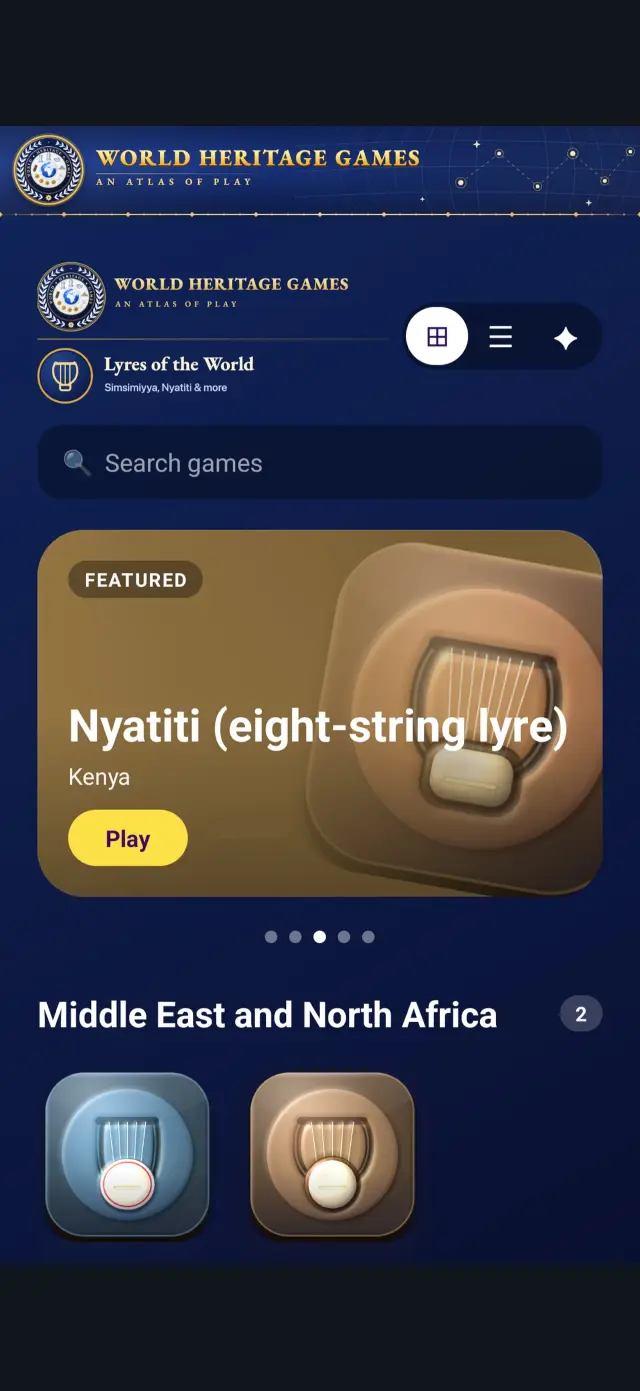 WORLD HERITAGE GAMES
AN ATLAS OF PLAY
WORLD HERITAGE GAMES
AN ATLAS OF PLAY
Lyres of the World
Simsimiyya, Nyatiti & more
Search games
FEATURED
Nyatiti (eight-string lyre)
Kenya
Play
Middle East and North Africa
2